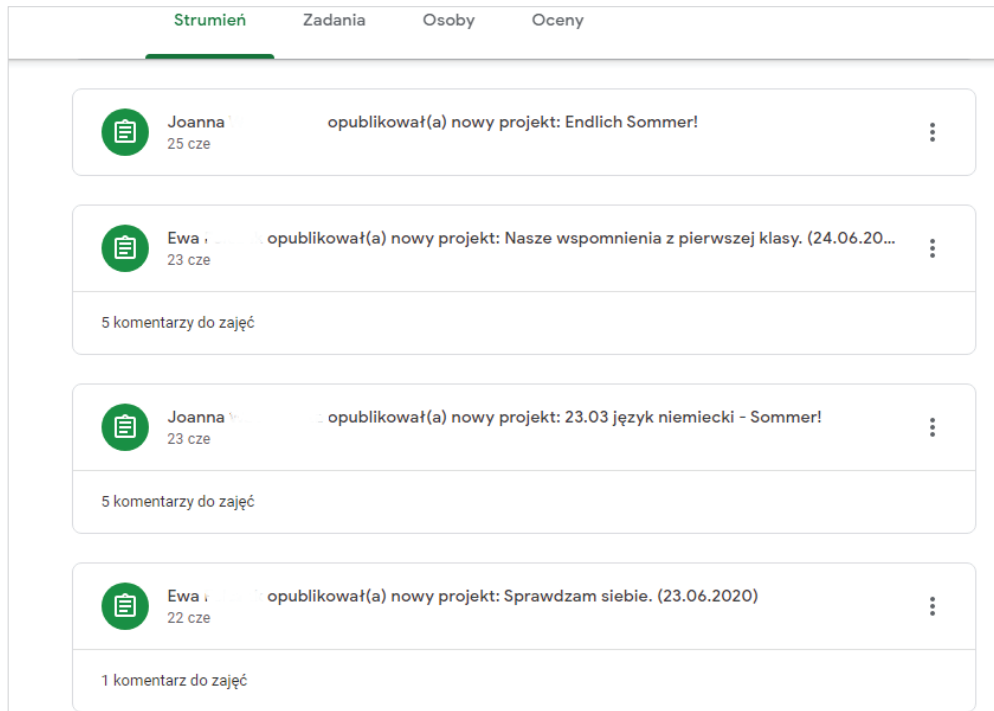 Strumień Zadania Osoby Oceny
Joanna opublikował(a) nowy projekt: Endlich Sommer!
25 cze
Ewa opublikował(a) nowy projekt: Nasze wspomnienia z pierwszej klasy. (24.06.20...
23 cze
5 komentarzy do zajęć
Joanna opublikował(a) nowy projekt: 23.03 język niemiecki - Sommer!
23 cze
5 komentarzy do zajęć
Ewa opublikował(a) nowy projekt: Sprawdzam siebie. (23.06.2020)
22 cze
1 komentarz do zajęć